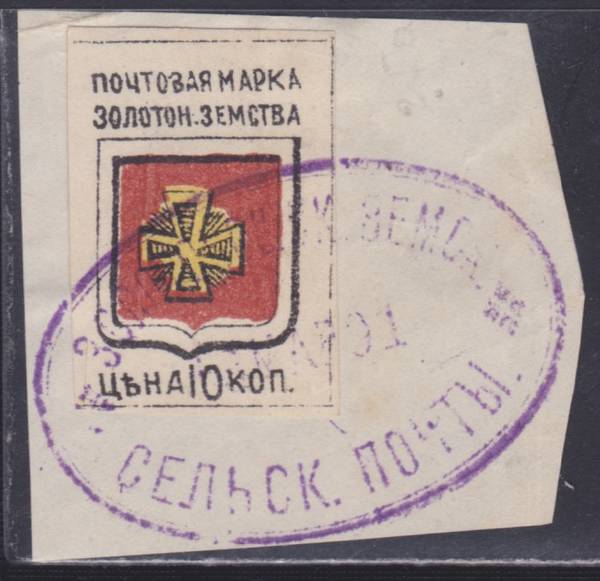 ПОЧТОВАЯ МАРКА
ЗОЛОТОН. ЗЕМСТВА
ЦѢНА 10 КОП.
СЕЛЬСК. ПОЧТЫ.